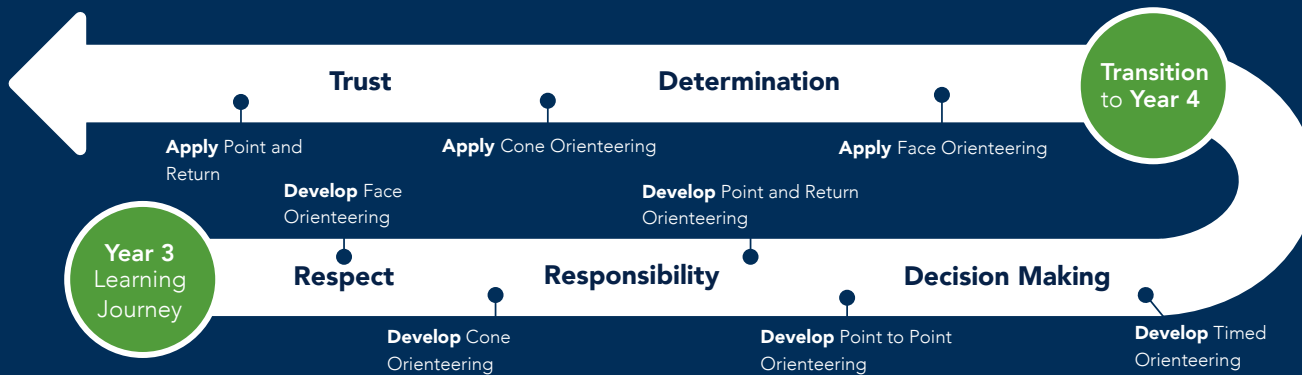 Trust
Determination
Transition
to Year 4
Apply Point and
Return
Apply Cone Orienteering
Apply Face Orienteering
Develop Face
Orienteering
Develop Point and Return
Orienteering
Year 3
Learning
Journey
Respect
Responsibility
Decision Making
Develop Cone
Orienteering
Develop Point to Point
Orienteering
Develop Timed
Orienteering